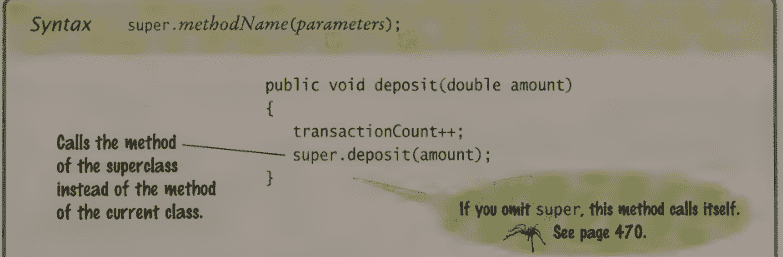 Syntax super.methodName(parameters);
public void deposit(double amount)
{
transactionCount++;
super.deposit(amount);
}
Calls the method
of the superclass
instead of the method
of the current class.
If you omit super, this method calls itself.
See page 470.